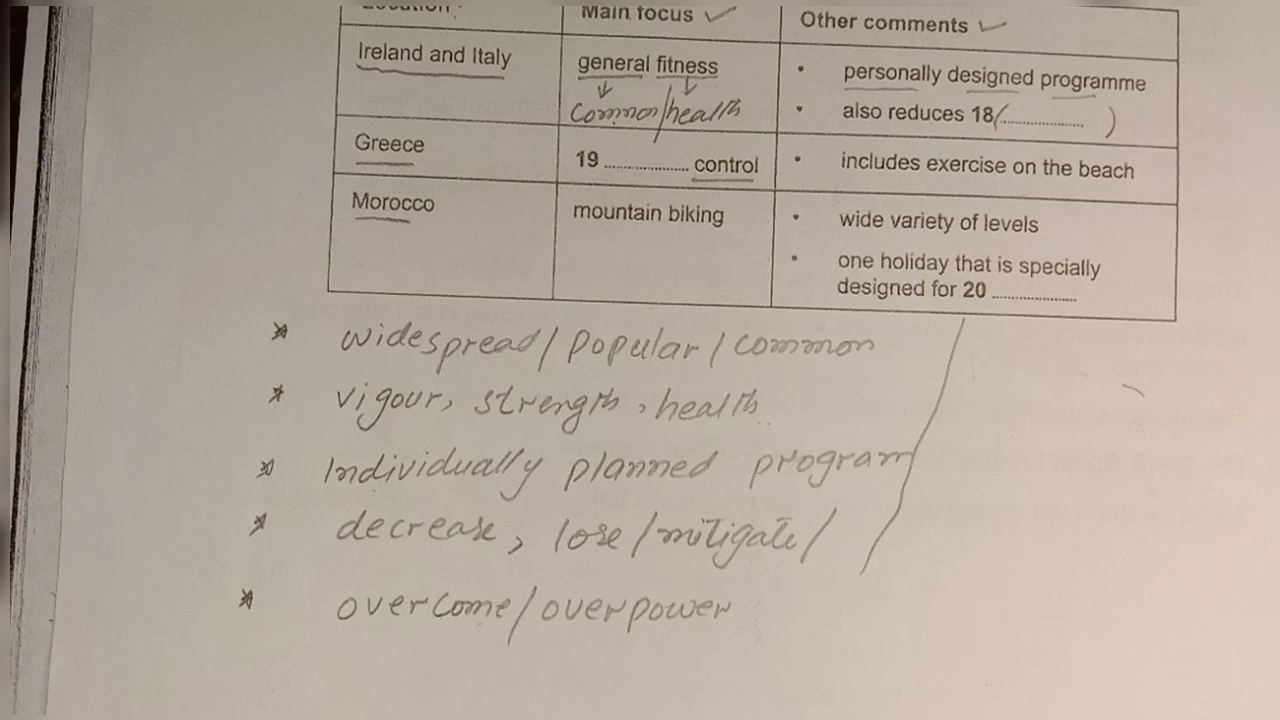 Main focus ✓
Other comments ✓
Ireland and Italy
general fitness
common/health
• personally designed programme
• also reduces 18(.....................)
Greece
19 ..................... control
• includes exercise on the beach
Morocco
mountain biking
• wide variety of levels
• one holiday that is specially
designed for 20 .....................
* widespread/popular/common
* vigour, strength, health
* Individually planned program
* decrease, lose/mitigate/
* overcome/overpower